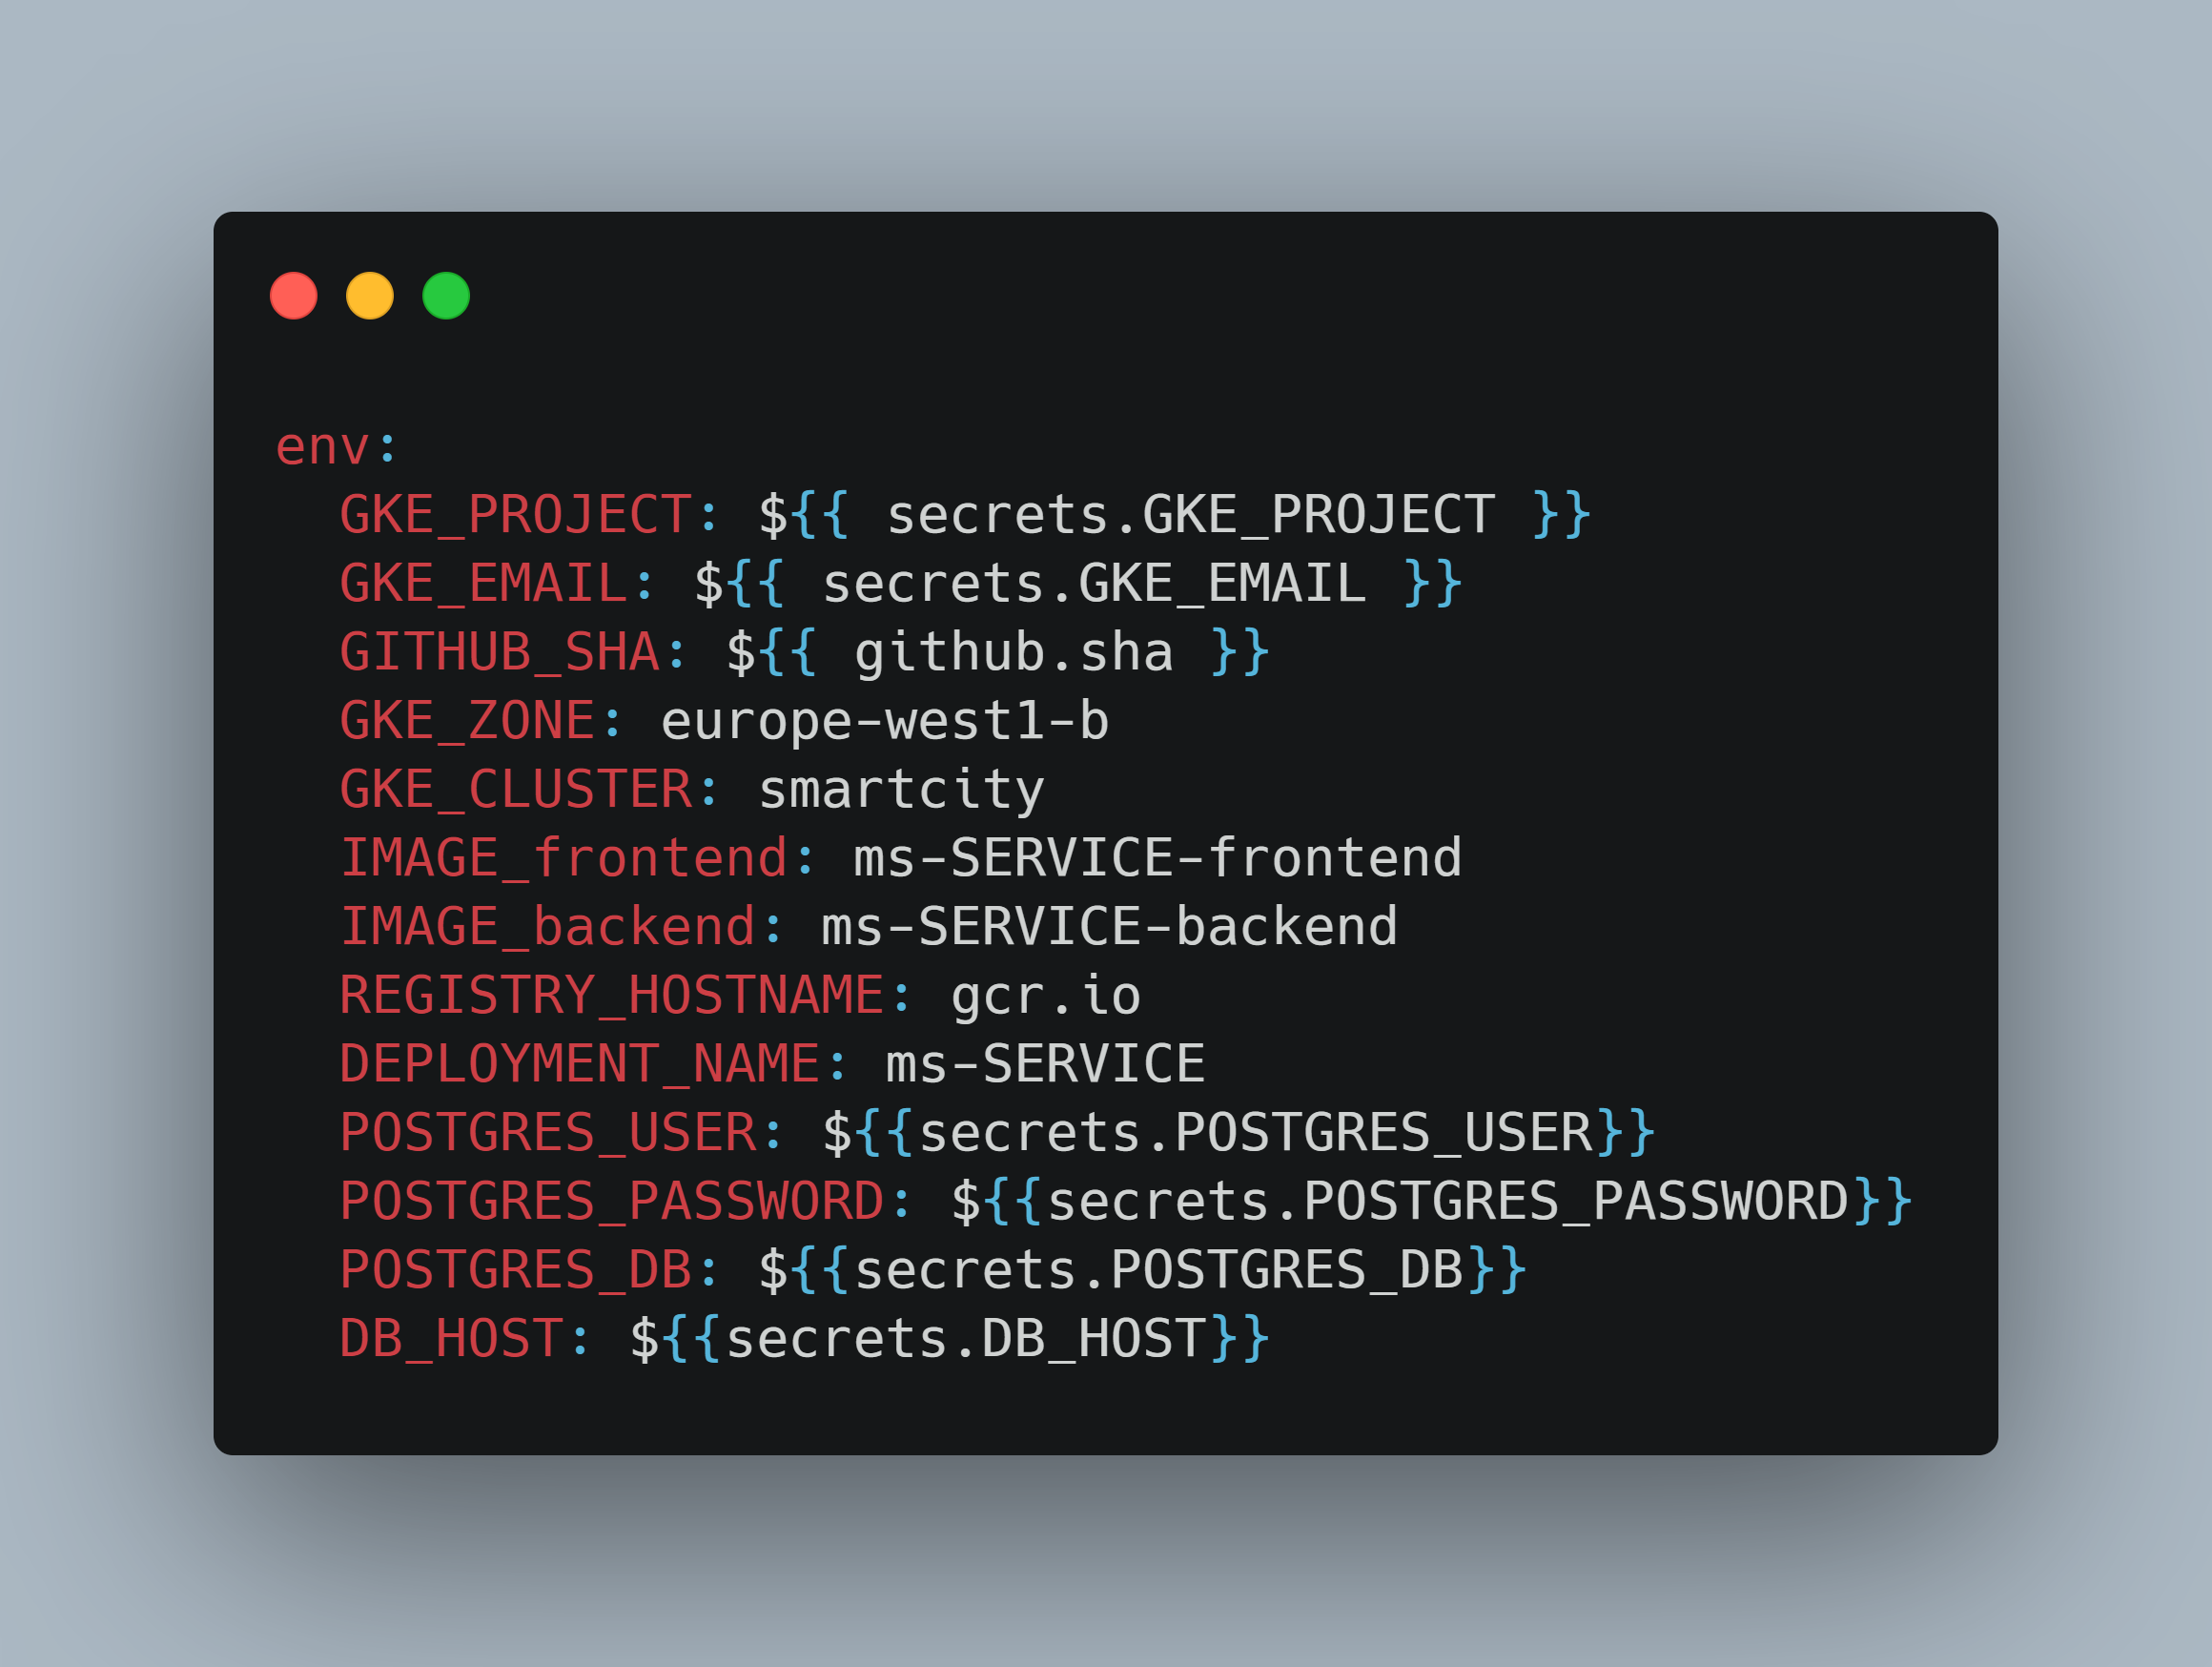 env:
  GKE_PROJECT: ${{ secrets.GKE_PROJECT }}
  GKE_EMAIL: ${{ secrets.GKE_EMAIL }}
  GITHUB_SHA: ${{ github.sha }}
  GKE_ZONE: europe-west1-b
  GKE_CLUSTER: smartcity
  IMAGE_frontend: ms-SERVICE-frontend
  IMAGE_backend: ms-SERVICE-backend
  REGISTRY_HOSTNAME: gcr.io
  DEPLOYMENT_NAME: ms-SERVICE
  POSTGRES_USER: ${{secrets.POSTGRES_USER}}
  POSTGRES_PASSWORD: ${{secrets.POSTGRES_PASSWORD}}
  POSTGRES_DB: ${{secrets.POSTGRES_DB}}
  DB_HOST: ${{secrets.DB_HOST}}